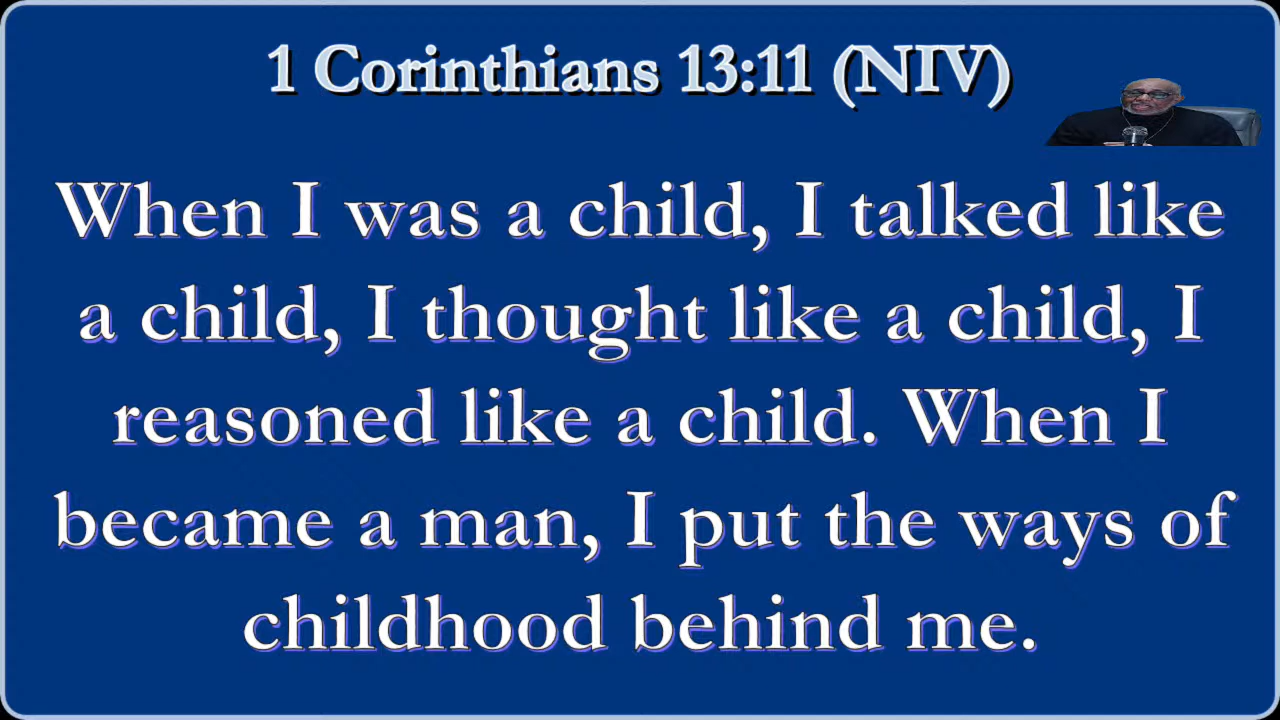 1 Corinthians 13:11 (NIV)
When I was a child, I talked like
a child, I thought like a child, I
reasoned like a child. When I
became a man, I put the ways of
childhood behind me.